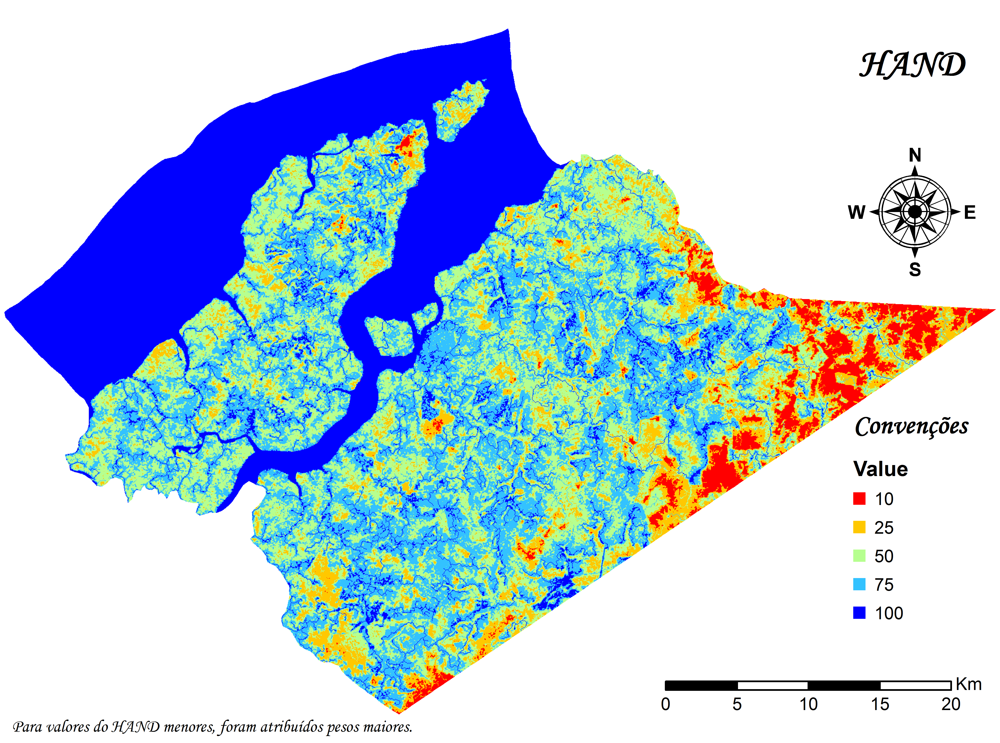 HAND
N
W E
S
Convenções
Value
10
25
50
75
100
Km
0 5 10 15 20
Para valores do HAND menores, foram atribuídos pesos maiores.